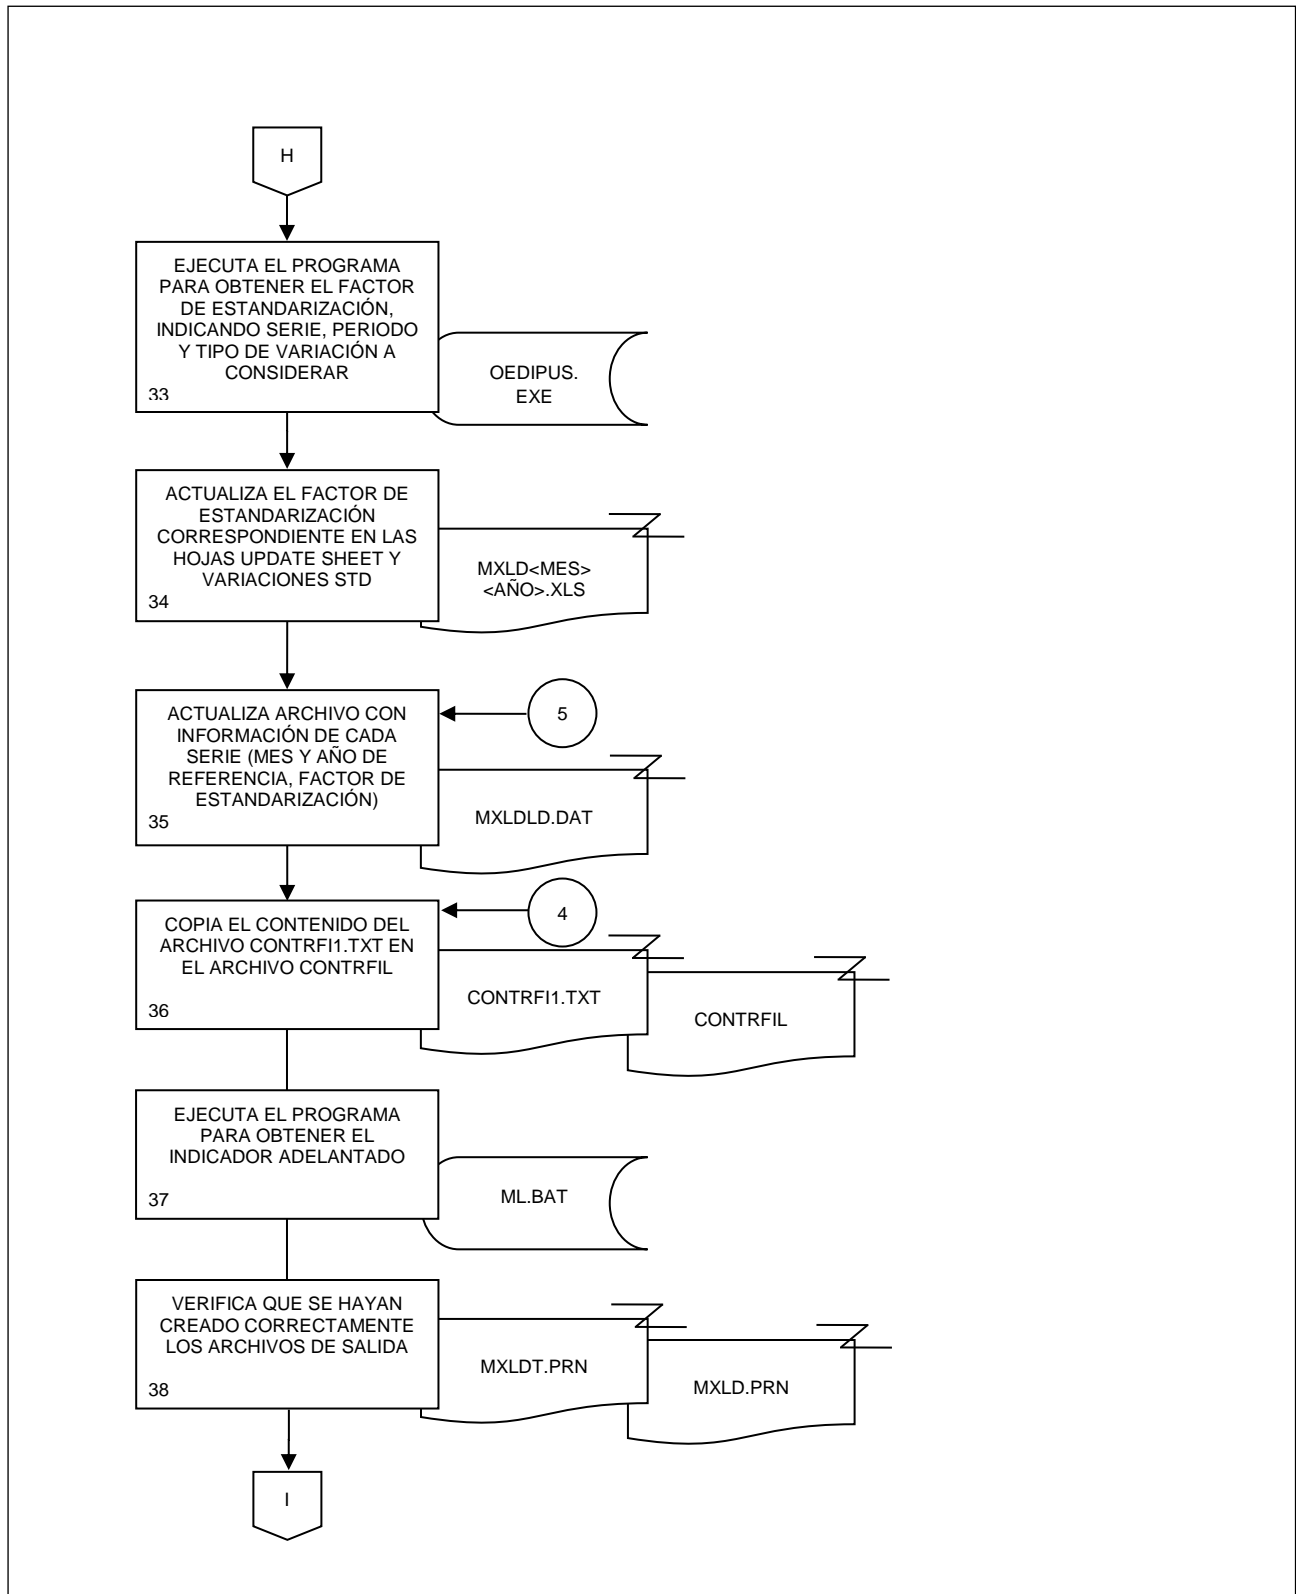 H
EJECUTA EL PROGRAMA
PARA OBTENER EL FACTOR
DE ESTANDARIZACIÓN,
INDICANDO SERIE, PERIODO
Y TIPO DE VARIACIÓN A
CONSIDERAR
33
OEDIPUS.
EXE
ACTUALIZA EL FACTOR DE
ESTANDARIZACIÓN
CORRESPONDIENTE EN LAS
HOJAS UPDATE SHEET Y
VARIACIONES STD
34
MXLD<MES>
<AÑO>.XLS
ACTUALIZA ARCHIVO CON
INFORMACIÓN DE CADA
SERIE (MES Y AÑO DE
REFERENCIA, FACTOR DE
ESTANDARIZACIÓN)
35
5
MXLDLD.DAT
COPIA EL CONTENIDO DEL
ARCHIVO CONTRFI1.TXT EN
EL ARCHIVO CONTRFIL
36
4
CONTRFI1.TXT
CONTRFIL
EJECUTA EL PROGRAMA
PARA OBTENER EL
INDICADOR ADELANTADO
37
ML.BAT
VERIFICA QUE SE HAYAN
CREADO CORRECTAMENTE
LOS ARCHIVOS DE SALIDA
38
MXLDT.PRN
MXLD.PRN
I